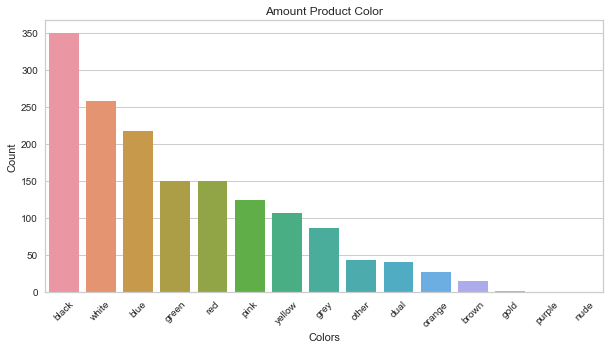 Amount Product Color
350
300
250
200
150
100
50
0
Count
black
white
blue
green
red
pink
yellow
grey
other
dual
orange
brown
gold
purple
nude
Colors